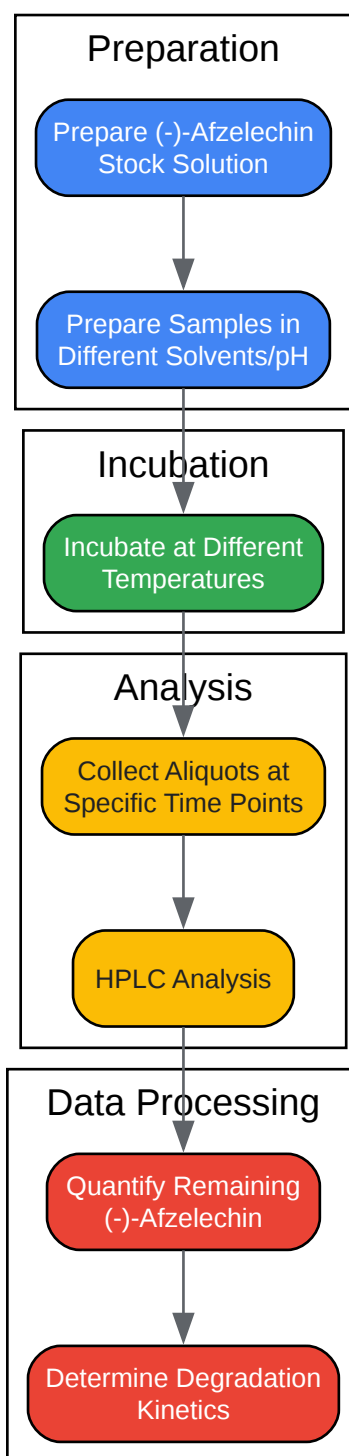 Preparation
Prepare (-)-Afzelechin
Stock Solution
Prepare Samples in
Different Solvents/pH
Incubation
Incubate at Different
Temperatures
Analysis
Collect Aliquots at
Specific Time Points
HPLC Analysis
Data Processing
Quantify Remaining
(-)-Afzelechin
Determine Degradation
Kinetics